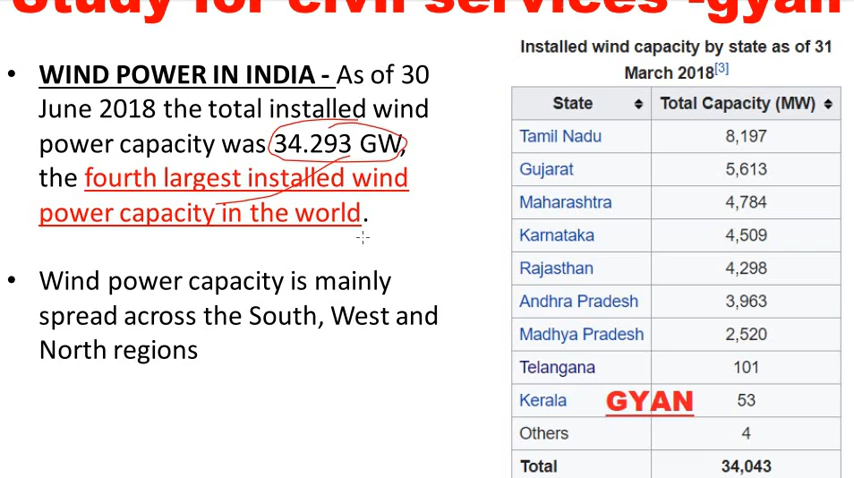 Study for civil services -gyan
• WIND POWER IN INDIA - As of 30
June 2018 the total installed wind
power capacity was 34.293 GW,
the fourth largest installed wind
power capacity in the world.
• Wind power capacity is mainly
spread across the South, West and
North regions
Installed wind capacity by state as of 31
March 2018[3]
State Total Capacity (MW)
Tamil Nadu 8,197
Gujarat 5,613
Maharashtra 4,784
Karnataka 4,509
Rajasthan 4,298
Andhra Pradesh 3,963
Madhya Pradesh 2,520
Telangana 101
Kerala GYAN 53
Others 4
Total 34,043